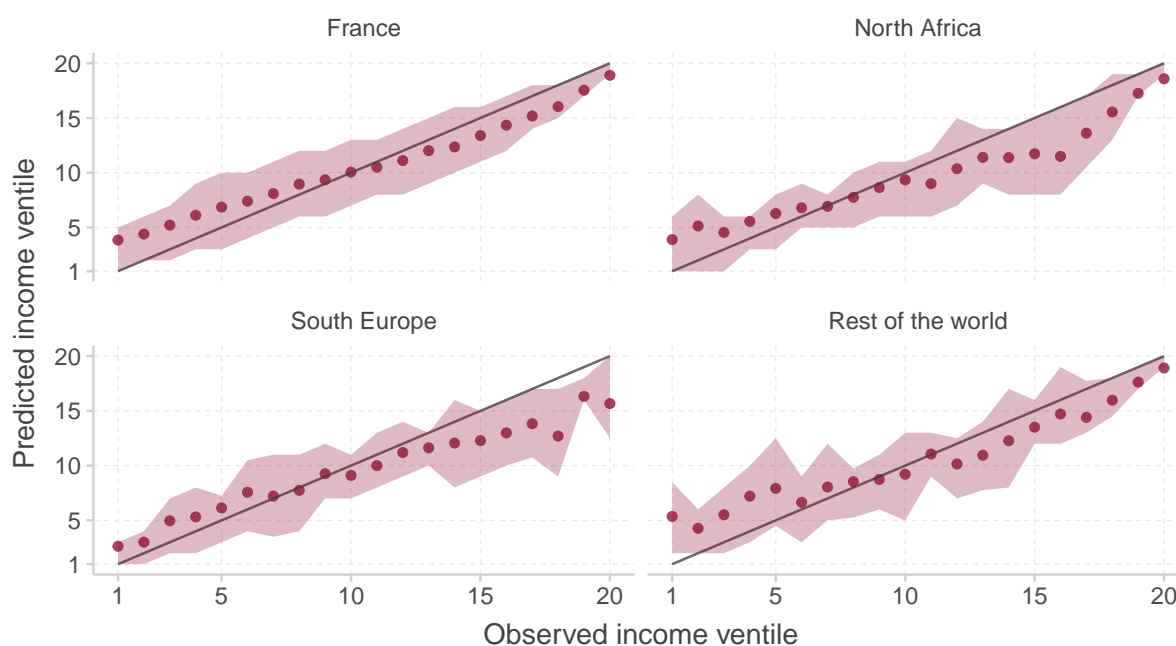 France
North Africa
20
15
10
5
1
South Europe
Rest of the world
20
15
10
5
1
1 5 10 15 20
1 5 10 15 20
Observed income ventile
Predicted income ventile